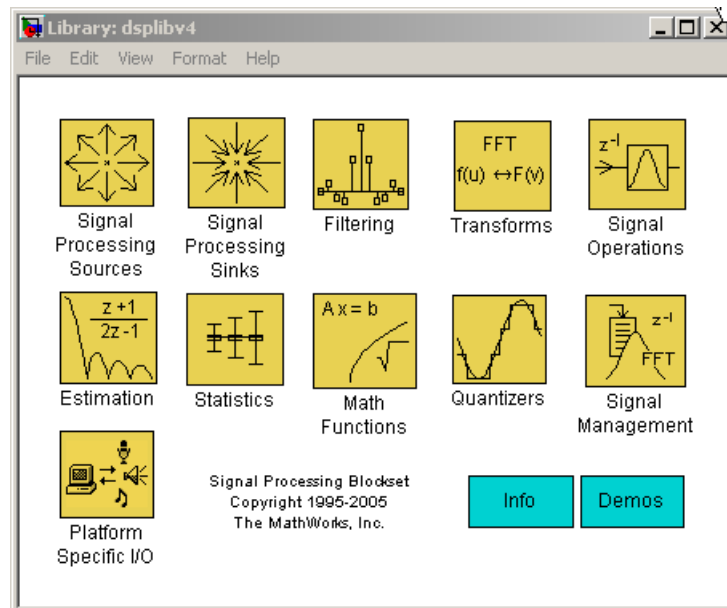 Library: dsplibv4
File Edit View Format Help
FFT
f(u) ↔F(v)
z-1
Signal
Processing
Sources
Signal
Processing
Sinks
Filtering
Transforms
Signal
Operations
z+1
2z-1
Ax=b
√
z-1
FFT
Estimation
Statistics
Math
Functions
Quantizers
Signal
Management
Platform
Specific I/O
Signal Processing Blockset
Copyright 1995-2005
The MathWorks, Inc.
Info
Demos